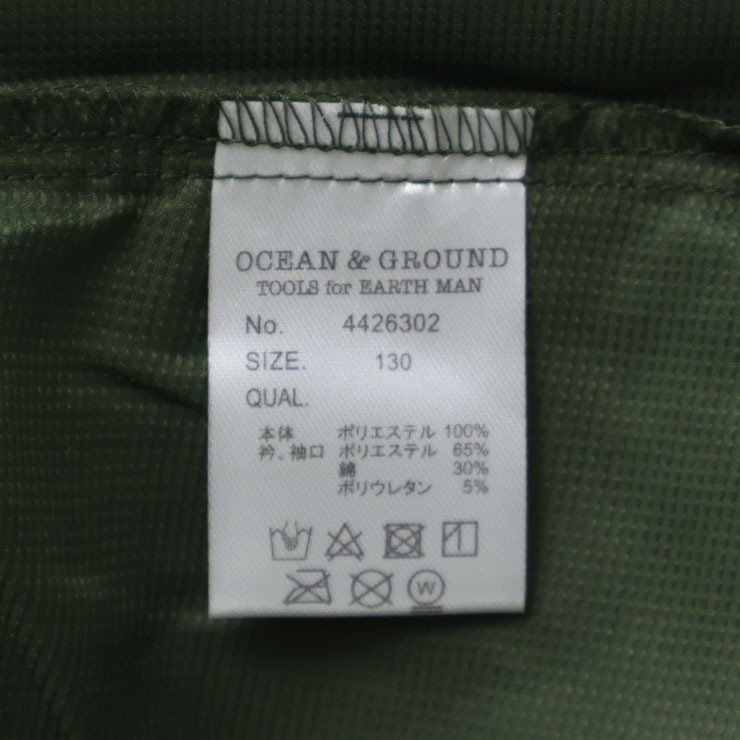 OCEAN & GROUND
TOOLS for EARTH MAN
No. 4426302
SIZE. 130
QUAL.
本体 ポリエステル 100%
衿、袖口 ポリエステル 65%
綿 30%
ポリウレタン 5%
W